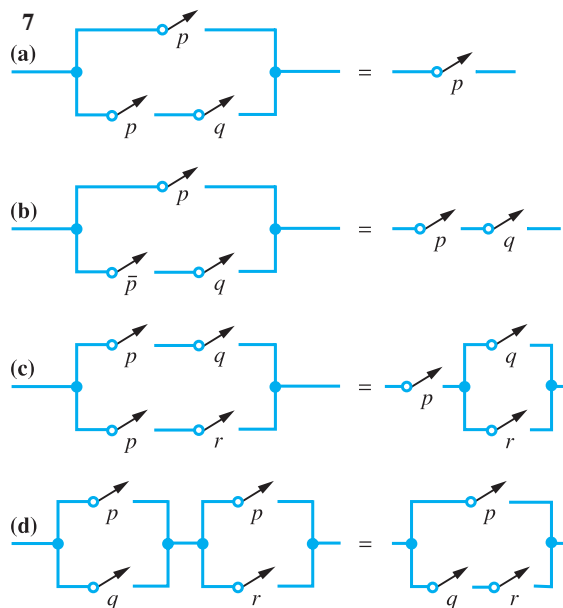 7
(a) p p q = p
(b) p p̄ q = p q
(c) p q p r = p q r
(d) p q p r = p q r